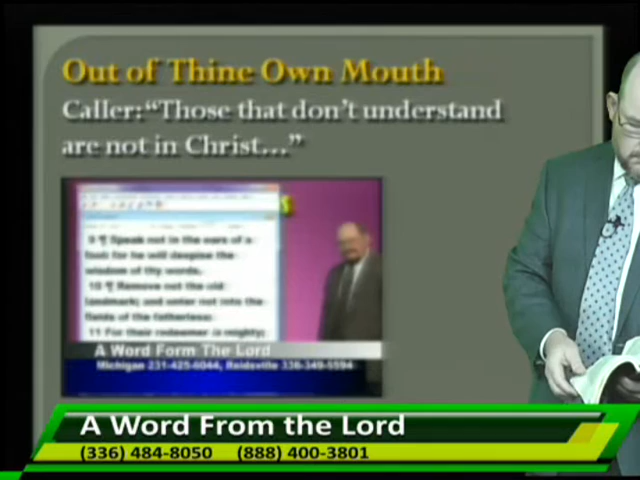 Out of Thine Own Mouth
Caller:“Those that don’t understand
are not in Christ...”
9 ¶ Speak not in the ears of a
fool: for he will despise the
wisdom of thy words.
10 ¶ Remove not the old
landmark; and enter not into the
fields of the fatherless:
11 For their redeemer is mighty;
A Word Form The Lord
Michigan 231-425-6044, Reidsville 336-349-5594
A Word From the Lord
(336) 484-8050 (888) 400-3801